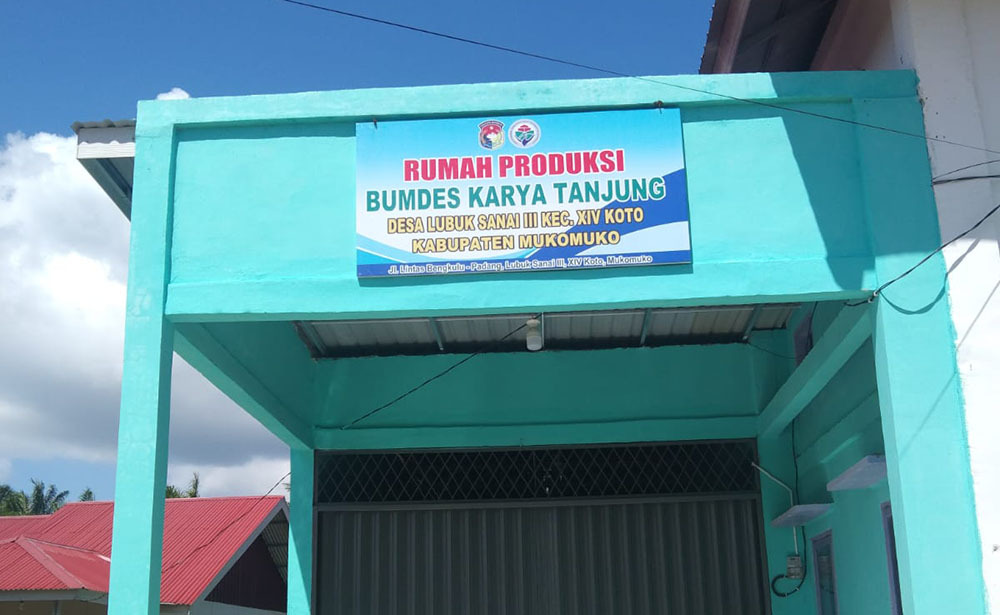 RUMAH PRODUKSI
BUMDES KARYA TANJUNG
DESA LUBUK SANAI III KEC. XIV KOTO
KABUPATEN MUKOMUKO
Jl. Lintas Bengkulu - Padang, Lubuk Sanai III, XIV Koto, Mukomuko